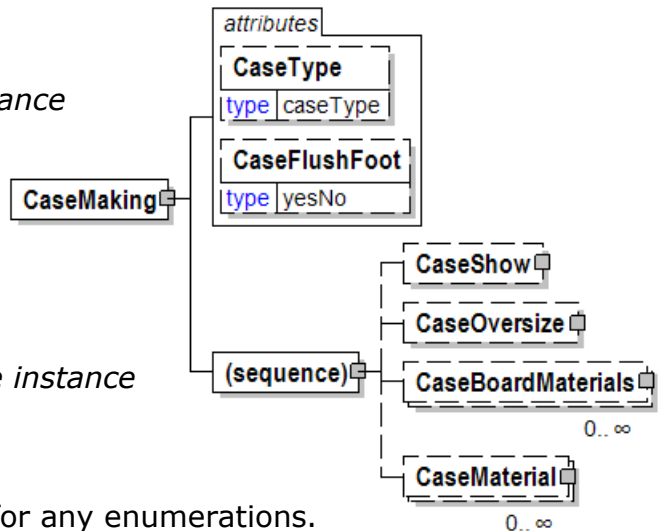 attributes
CaseType
type caseType
CaseFlushFoot
type yesNo
CaseMaking
CaseShow
CaseOversize
(sequence)
instance
CaseBoardMaterials
0.. ∞
CaseMaterial
or any enumerations.
0.. ∞